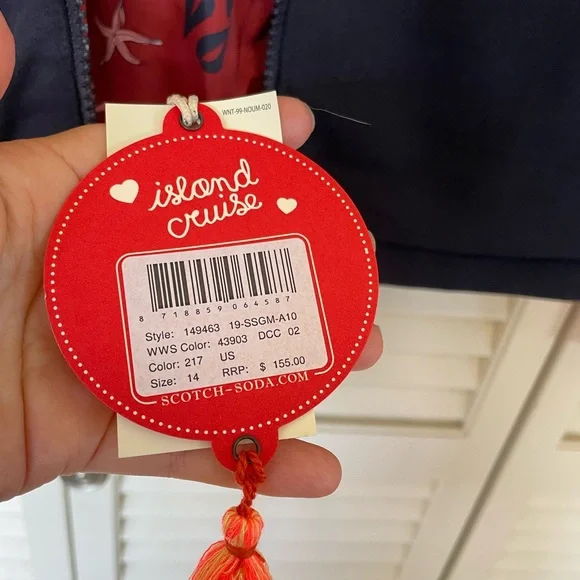 WNT-99-NOUM-020
island
cruise
8 718859 064587
Style: 149463 19-SSGM-A10
WWS Color: 43903 DCC 02
Color: 217 US
Size: 14 RRP: $ 155.00
SCOTCH-SODA.COM